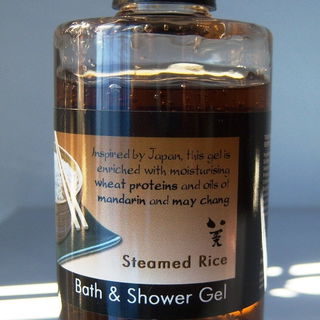 Inspired by Japan, this gel is
enriched with moisturising
wheat proteins and oils of
mandarin and may chang
Steamed Rice
Bath & Shower Gel